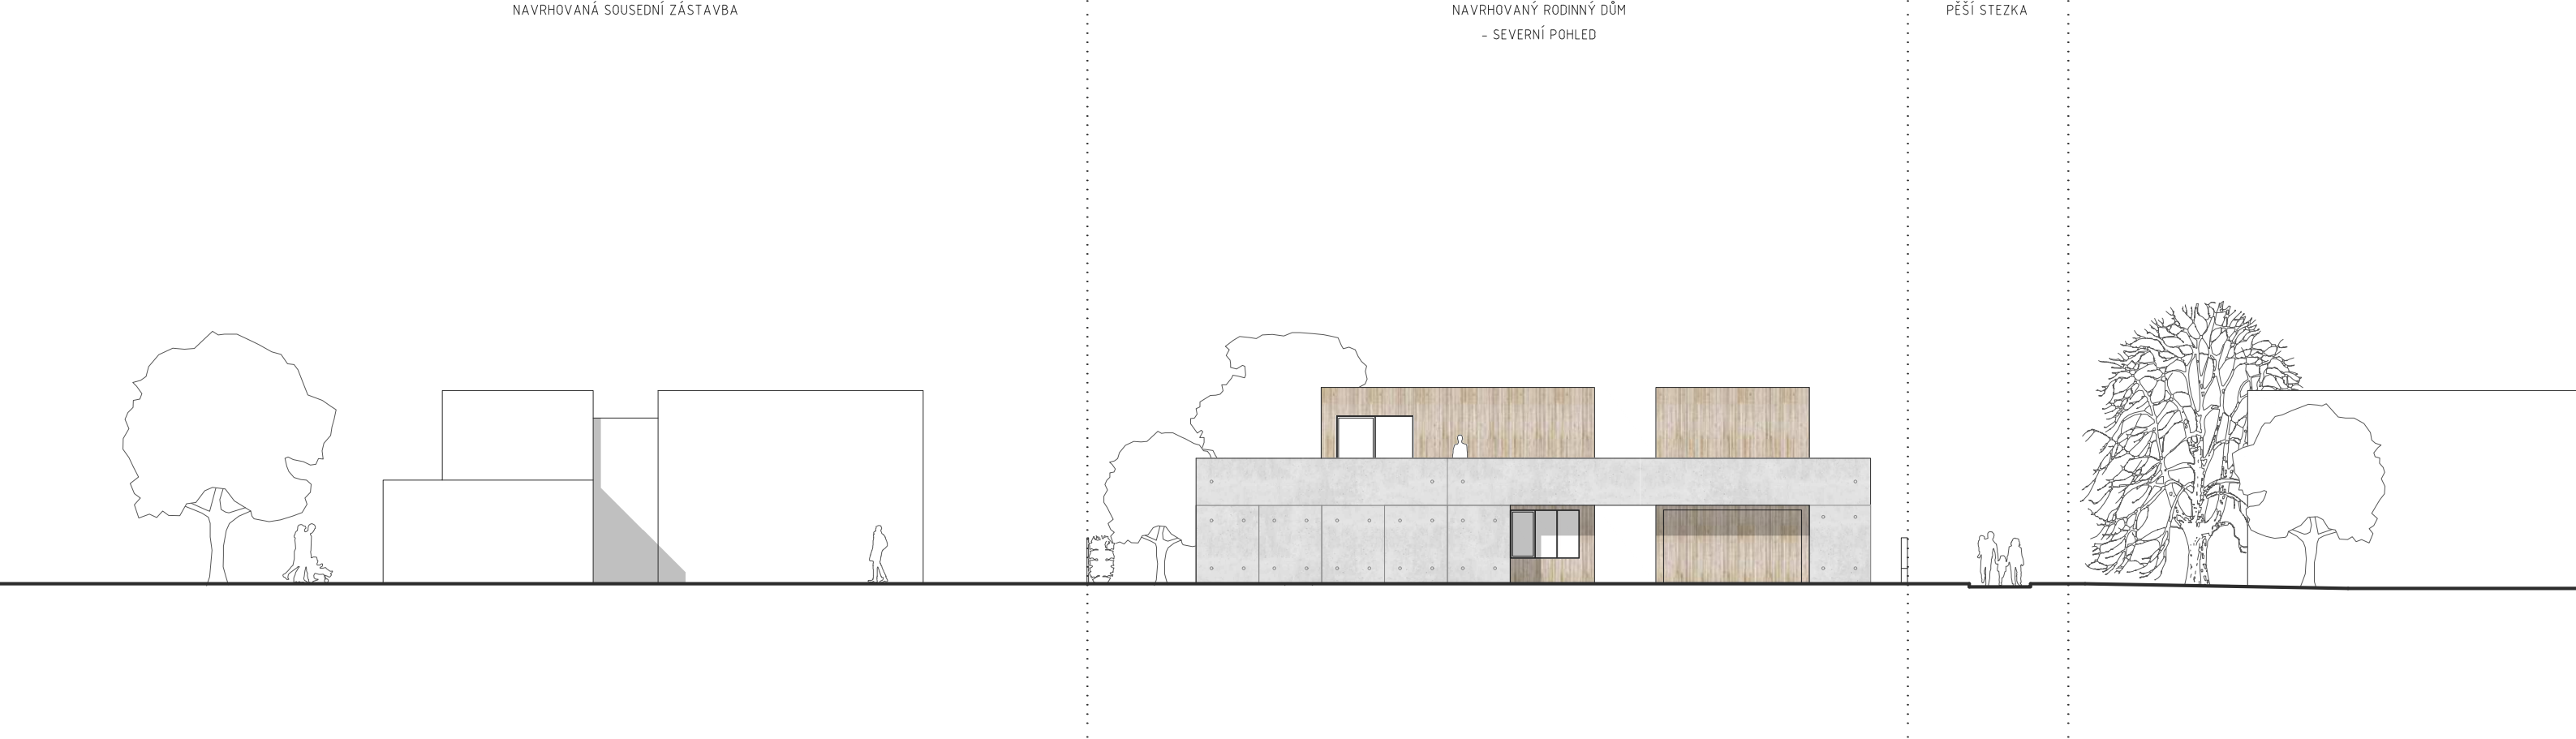 NAVRHOVANÁ SOUSEDNÍ ZÁSTAVBA
NAVRHOVANÝ RODINNÝ DŮM
– SEVERNÍ POHLED
PĚŠÍ STEZKA